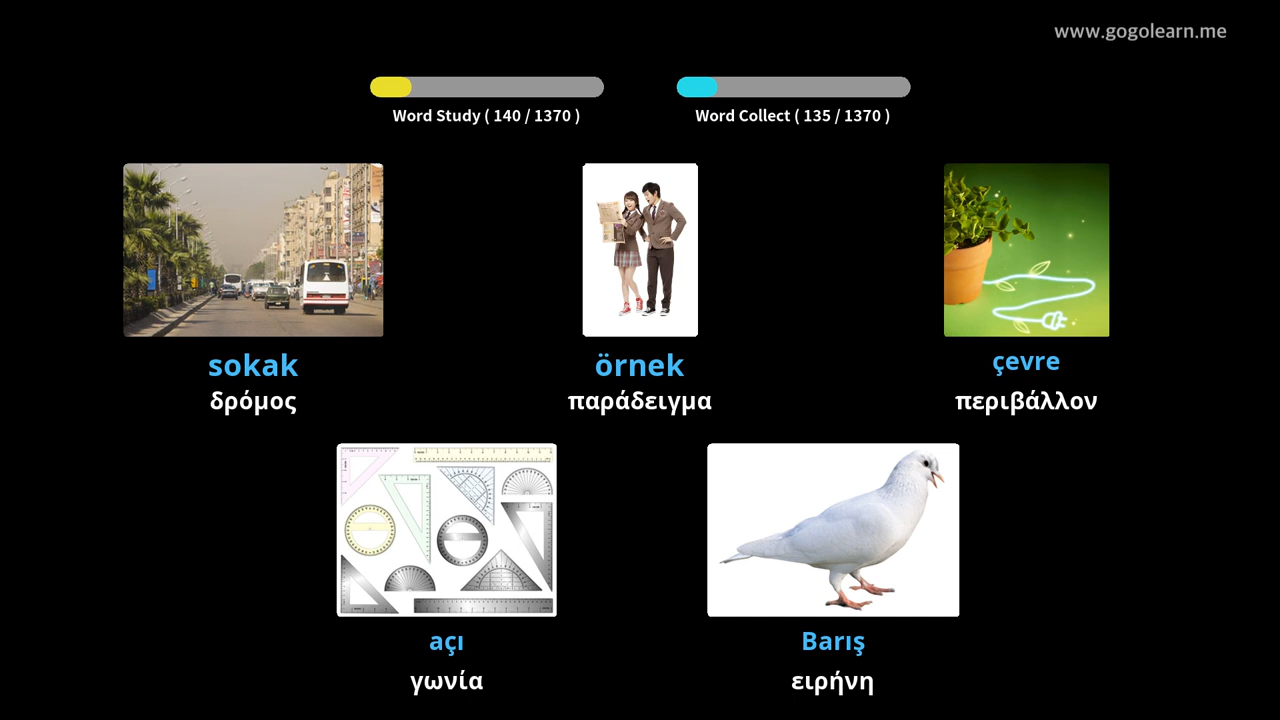 www.gogolearn.me
Word Study ( 140 / 1370 )
Word Collect ( 135 / 1370 )
sokak
δρόμος
örnek
παράδειγμα
çevre
περιβάλλον
açı
γωνία
Barış
ειρήνη